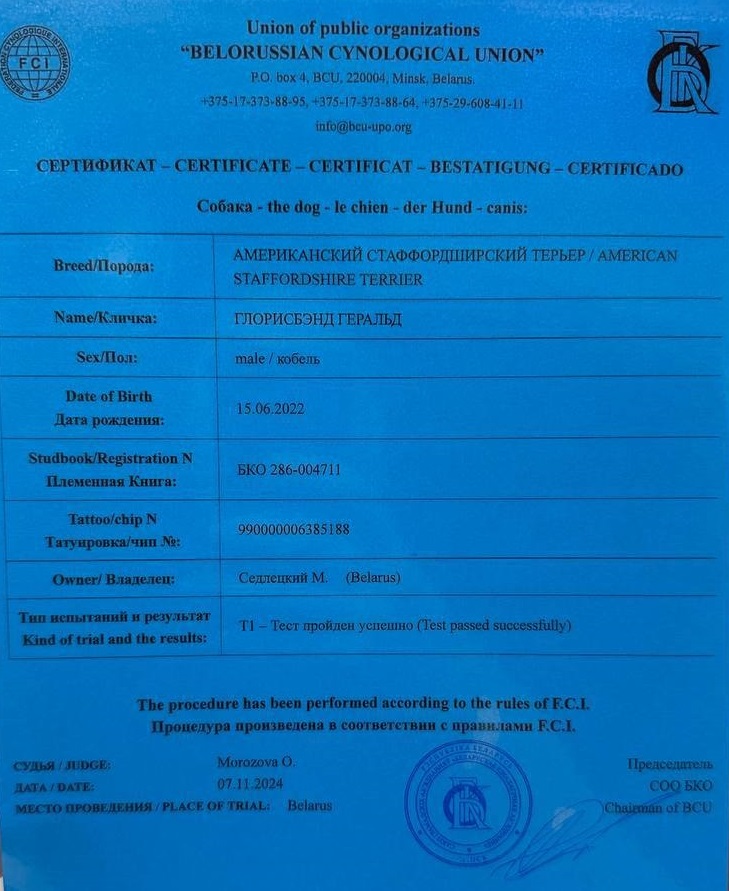 FCI
Union of public organizations
“BELORUSSIAN CYNOLOGICAL UNION”
P.O. box 4, BCU, 220004, Minsk, Belarus.
+375-17-373-88-95, +375-17-373-88-64, +375-29-608-41-11
info@bcu-upo.org
СЕРТИФИКАТ – CERTIFICATE – CERTIFICAT – BESTATIGUNG – CERTIFICADO
Собака - the dog - le chien - der Hund - canis:
Breed/Порода:
АМЕРИКАНСКИЙ СТАФФОРДШИРСКИЙ ТЕРЬЕР / AMERICAN
STAFFORDSHIRE TERRIER
Name/Кличка:
ГЛОРИСБЭНД ГЕРАЛЬД
Sex/Пол:
male / кобель
Date of Birth
Дата рождения:
15.06.2022
Studbook/Registration N
Племенная Книга:
БКО 286-004711
Tattoo/chip N
Татуировка/чип №:
990000006385188
Owner/ Владелец:
Седлецкий М. (Belarus)
Тип испытаний и результат
Kind of trial and the results:
Т1 – Тест пройден успешно (Test passed successfully)
The procedure has been performed according to the rules of F.C.I.
Процедура произведена в соответствии с правилами F.C.I.
СУДЬЯ / JUDGE: Morozova O.
ДАТА / DATE: 07.11.2024
МЕСТО ПРОВЕДЕНИЯ / PLACE OF TRIAL: Belarus
Председатель
СОО БКО
Chairman of BCU